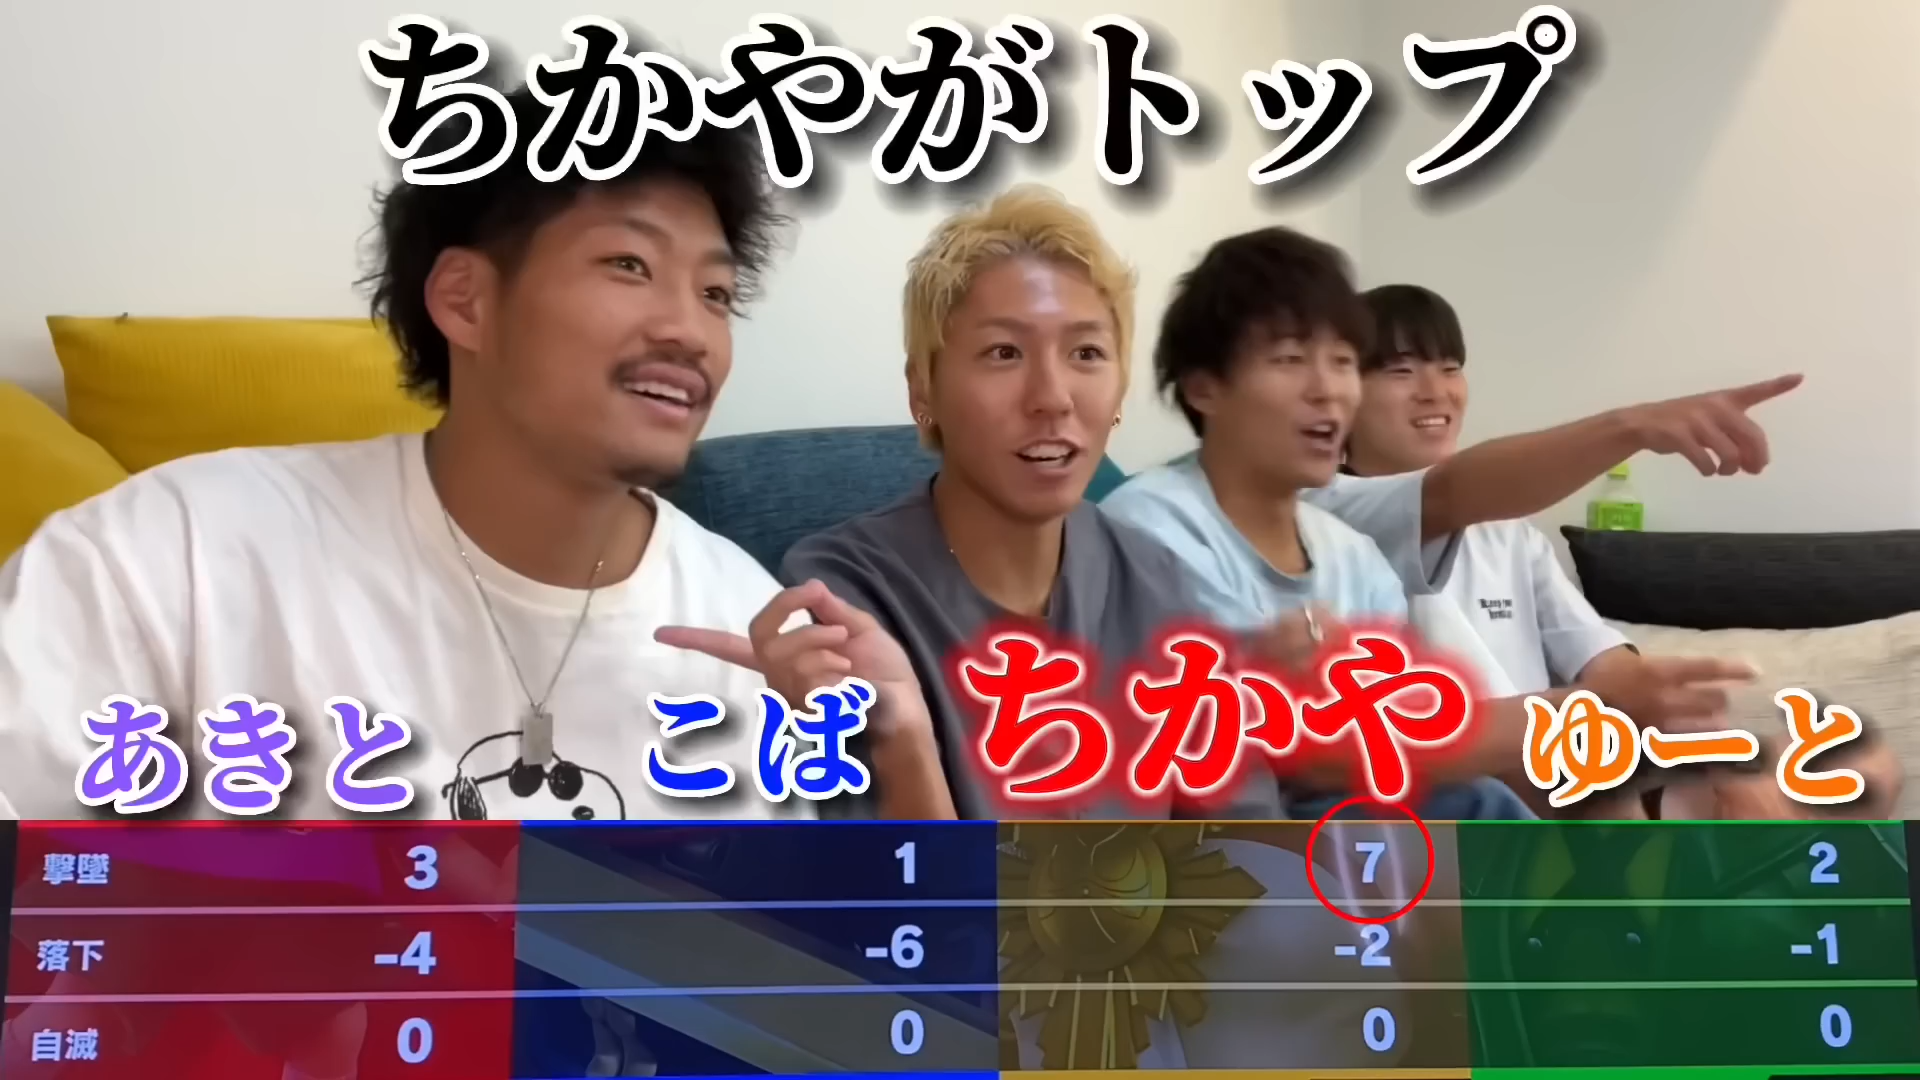 ちかやがトップ
あきと
こば
ちかや
ゆーと
撃墜 3 1 7 2
落下 -4 -6 -2 -1
自滅 0 0 0 0